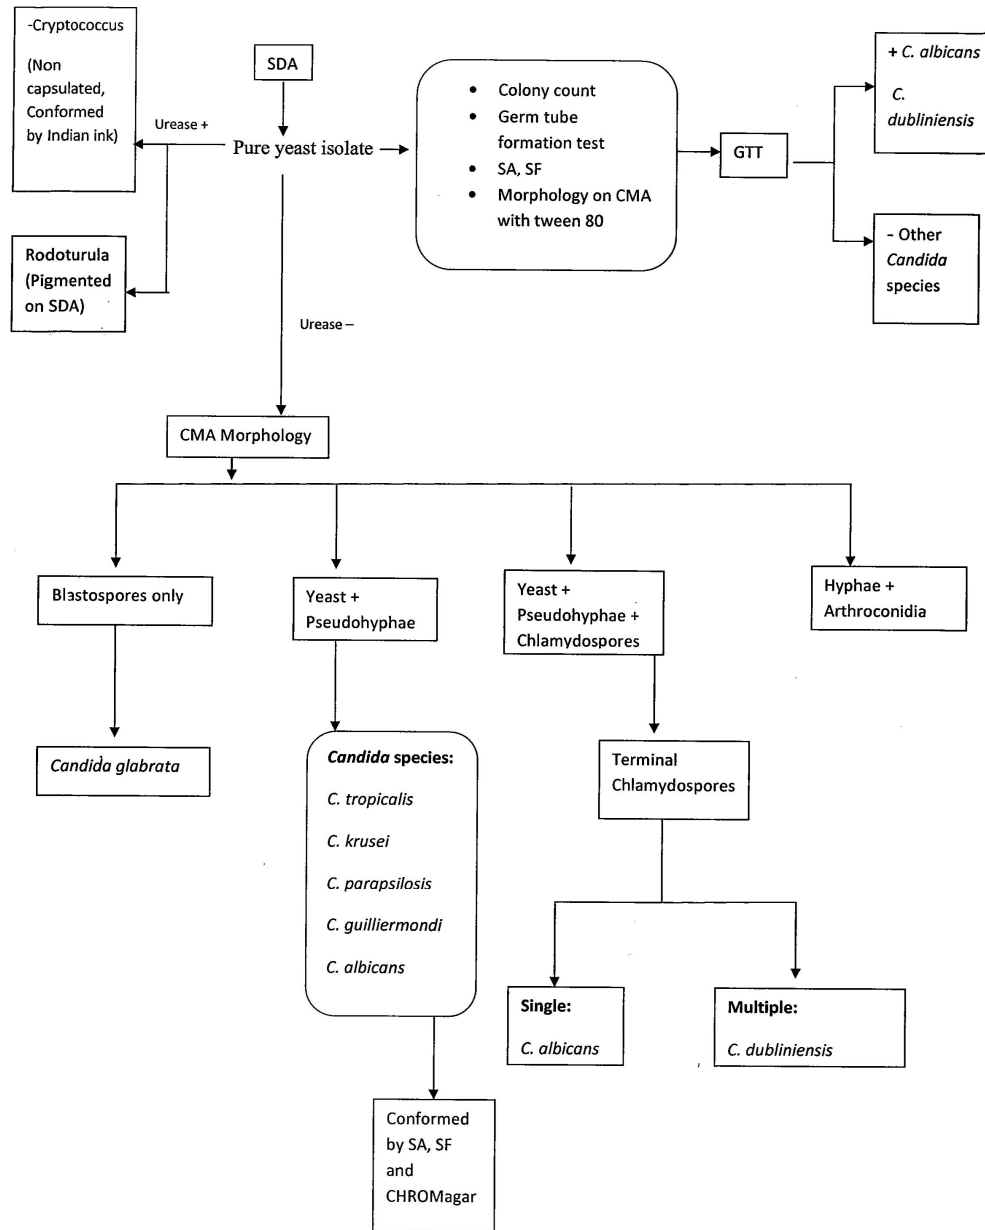 -Cryptococcus
(Non
capsulated,
Conformed
by Indian ink)
SDA
Urease +
Pure yeast isolate
• Colony count
• Germ tube
formation test
• SA, SF
• Morphology on CMA
with tween 80
GTT
+ C. albicans
C.
dubliniensis
- Other
Candida
species
Rodoturula
(Pigmented
on SDA)
Urease –
CMA Morphology
Blastospores only
Yeast +
Pseudohyphae
Yeast +
Pseudohyphae +
Chlamydospores
Hyphae +
Arthroconidia
Candida glabrata
Candida species:
C. tropicalis
C. krusei
C. parapsilosis
C. guilliermondi
C. albicans
Terminal
Chlamydospores
Single:
C. albicans
Multiple:
C. dubliniensis
Conformed
by SA, SF
and
CHROMagar